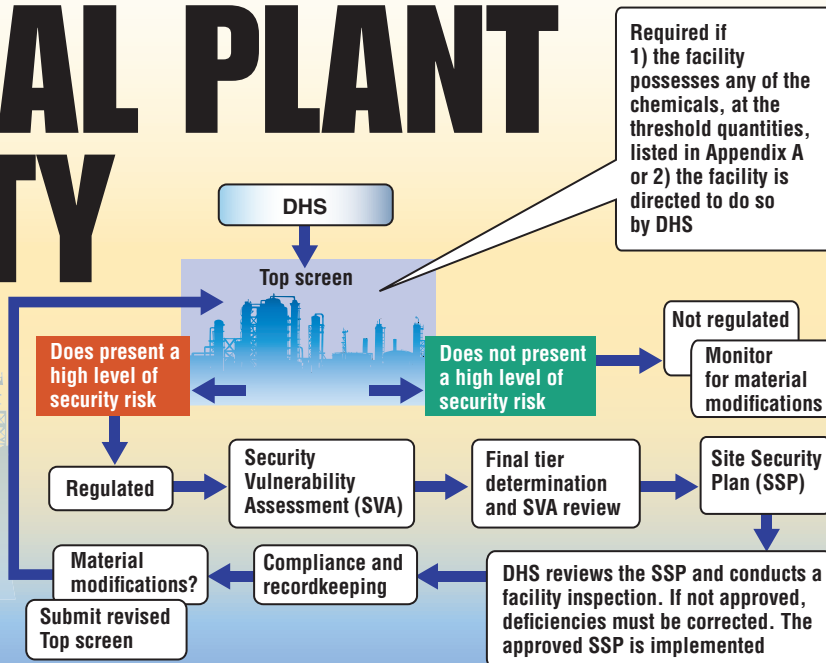 AL PLANT
TY
Required if
1) the facility
possesses any of the
chemicals, at the
threshold quantities,
listed in Appendix A
or 2) the facility is
directed to do so
by DHS
DHS
Top screen
Does present a
high level of
security risk
Does not present
a high level of
security risk
Not regulated
Monitor
for material
modifications
Regulated
Security
Vulnerability
Assessment (SVA)
Final tier
determination
and SVA review
Site Security
Plan (SSP)
Material
modifications?
Submit revised
Top screen
Compliance and
recordkeeping
DHS reviews the SSP and conducts a
facility inspection. If not approved,
deficiencies must be corrected. The
approved SSP is implemented